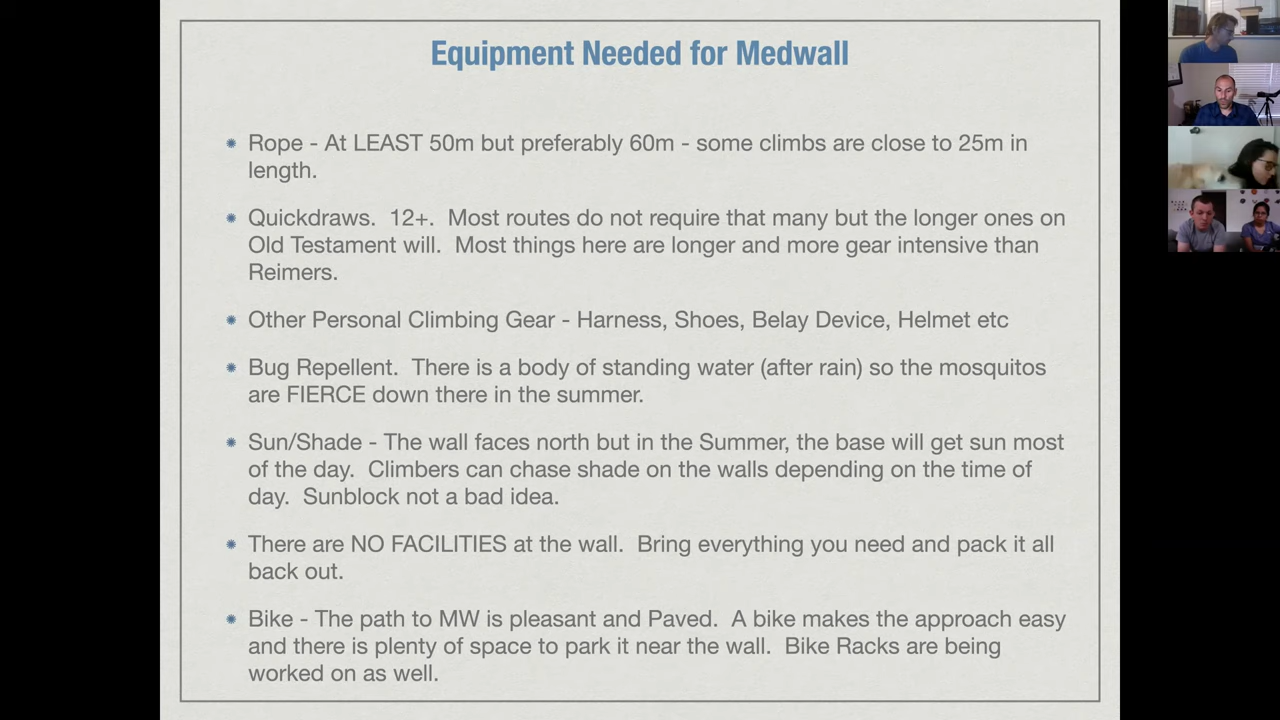 Equipment Needed for Medwall
Rope - At LEAST 50m but preferably 60m - some climbs are close to 25m in
length.
Quickdraws.  12+.  Most routes do not require that many but the longer ones on
Old Testament will.  Most things here are longer and more gear intensive than
Reimers.
Other Personal Climbing Gear - Harness, Shoes, Belay Device, Helmet etc
Bug Repellent.  There is a body of standing water (after rain) so the mosquitos
are FIERCE down there in the summer.
Sun/Shade - The wall faces north but in the Summer, the base will get sun most
of the day.  Climbers can chase shade on the walls depending on the time of
day.  Sunblock not a bad idea.
There are NO FACILITIES at the wall.  Bring everything you need and pack it all
back out.
Bike - The path to MW is pleasant and Paved.  A bike makes the approach easy
and there is plenty of space to park it near the wall.  Bike Racks are being
worked on as well.